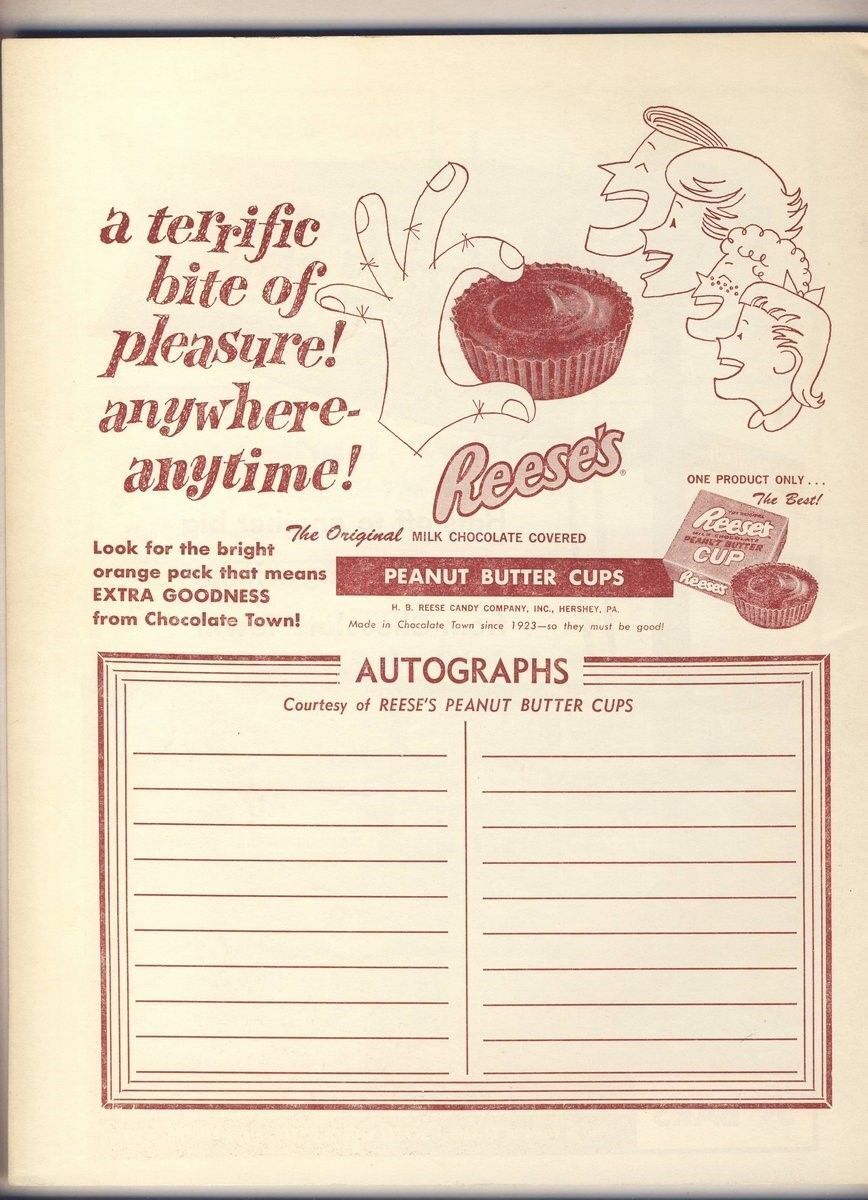 a terrific
bite of
pleasure!
anywhere-
anytime!
Reese's®
ONE PRODUCT ONLY...
The Best!
THE ORIGINAL
Reese's
MILK CHOCOLATE
PEANUT BUTTER
CUP
Reese's
The Original MILK CHOCOLATE COVERED
PEANUT BUTTER CUPS
H. B. REESE CANDY COMPANY, INC., HERSHEY, PA.
Made in Chocolate Town since 1923—so they must be good!
Look for the bright
orange pack that means
EXTRA GOODNESS
from Chocolate Town!
AUTOGRAPHS
Courtesy of REESE'S PEANUT BUTTER CUPS